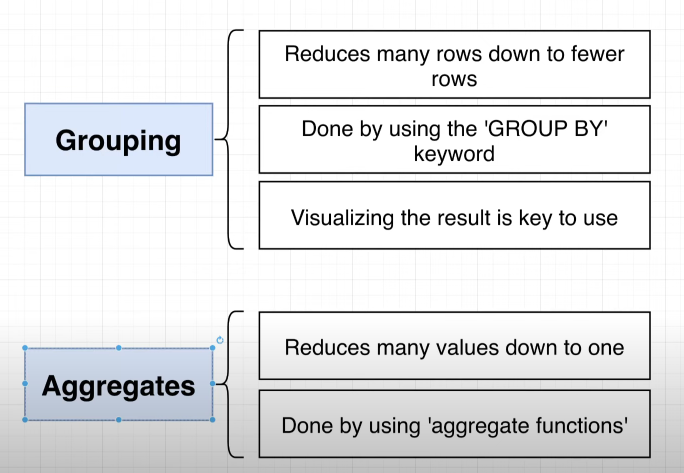 Grouping
Reduces many rows down to fewer
rows
Done by using the 'GROUP BY'
keyword
Visualizing the result is key to use
Aggregates
Reduces many values down to one
Done by using 'aggregate functions'